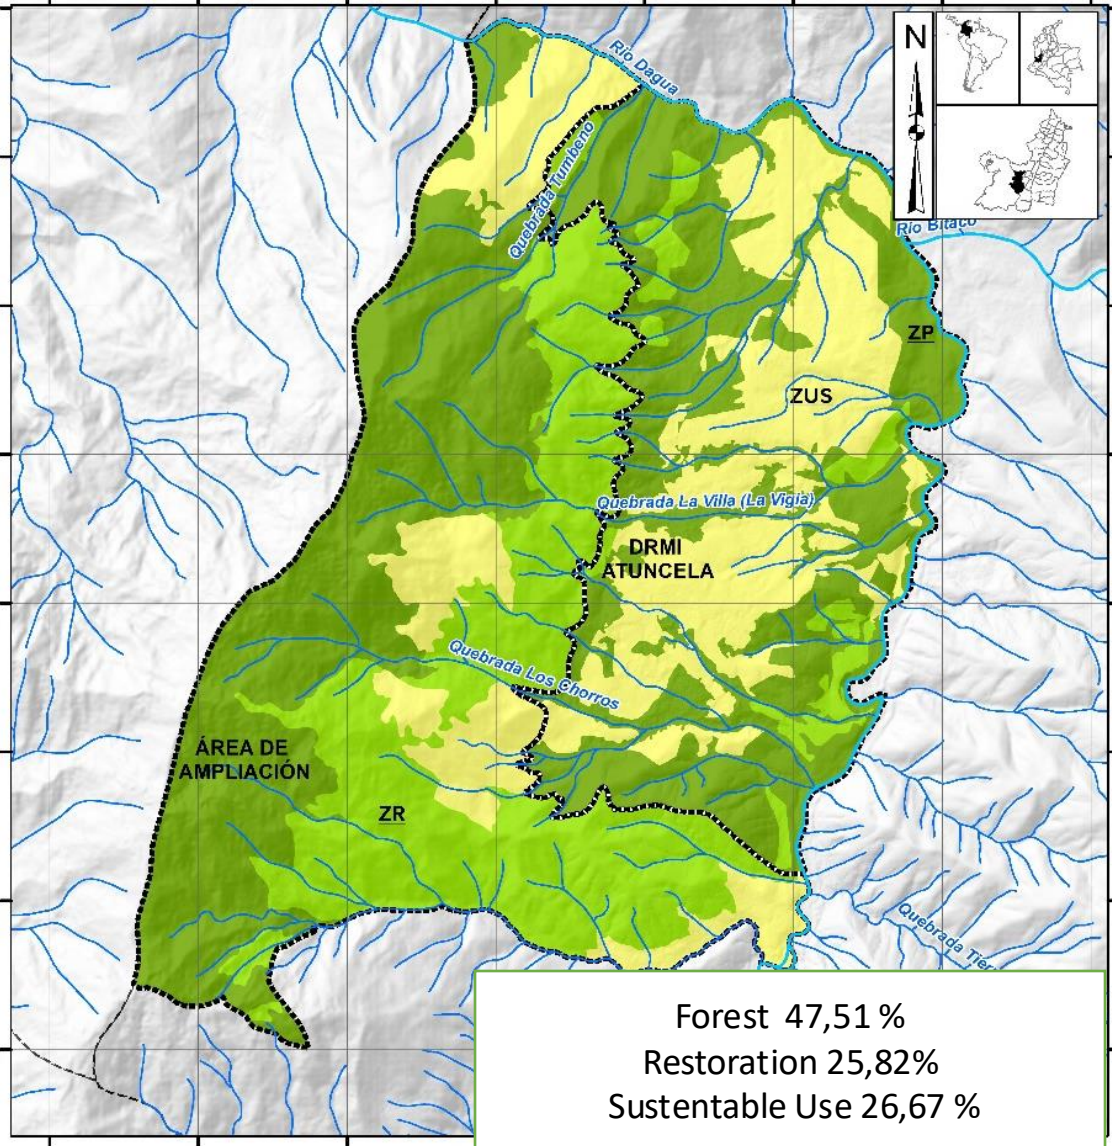 N
Río Dagua
Quebrada Tumbeno
Río Bitaco
ZP
ZUS
Quebrada La Villa (La Vigia)
DRMI
ATUNCELA
Quebrada Los Chorros
ÁREA DE
AMPLIACIÓN
ZR
Quebrada
Forest 47,51 %
Restoration 25,82%
Sustentable Use 26,67 %